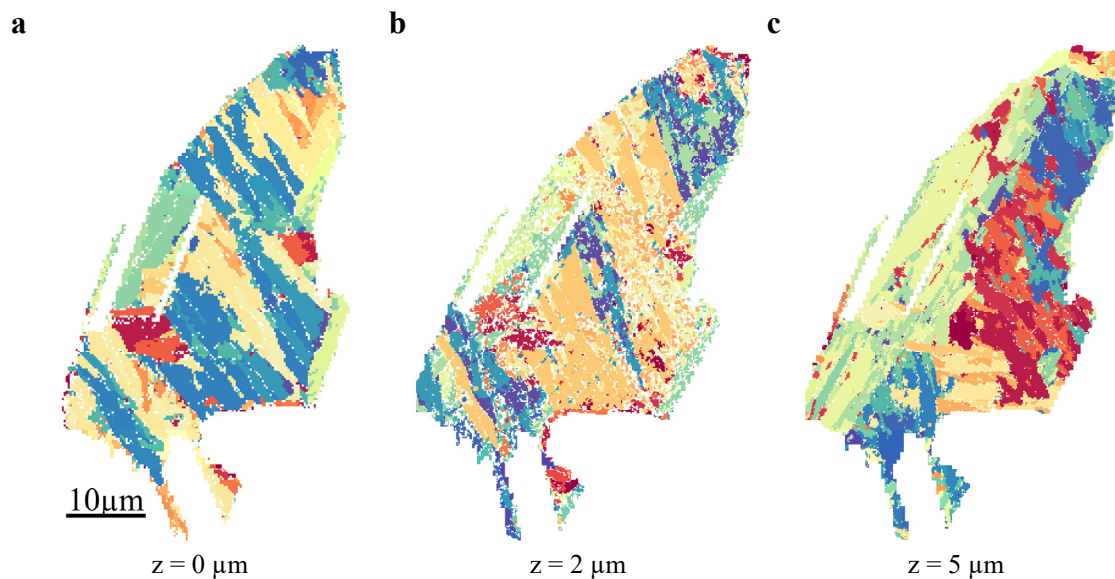 a
b
c
10µm
z = 0 µm
z = 2 µm
z = 5 µm